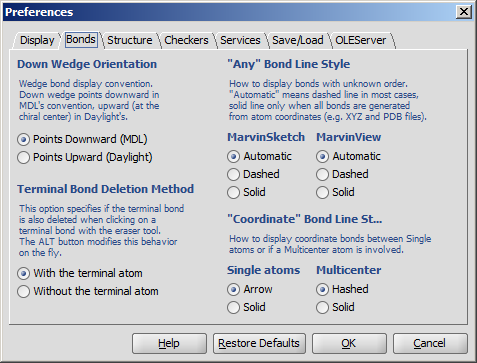 Preferences
Display Bonds Structure Checkers Services Save/Load OLEServer
Down Wedge Orientation
Wedge bond display convention.
Down wedge points downward in
MDL's convention, upward (at the
chiral center) in Daylight's.
Points Downward (MDL)
Points Upward (Daylight)
Terminal Bond Deletion Method
This option specifies if the terminal bond
is also deleted when clicking on a
terminal bond with the eraser tool.
The ALT button modifies this behavior
on the fly.
With the terminal atom
Without the terminal atom
"Any" Bond Line Style
How to display bonds with unknown order.
"Automatic" means dashed line in most cases,
solid line only when all bonds are generated
from atom coordinates (e.g. XYZ and PDB files).
MarvinSketch MarvinView
Automatic Automatic
Dashed Dashed
Solid Solid
"Coordinate" Bond Line St...
How to display coordinate bonds between Single
atoms or if a Multicenter atom is involved.
Single atoms Multicenter
Arrow Hashed
Solid Solid
Help Restore Defaults OK Cancel